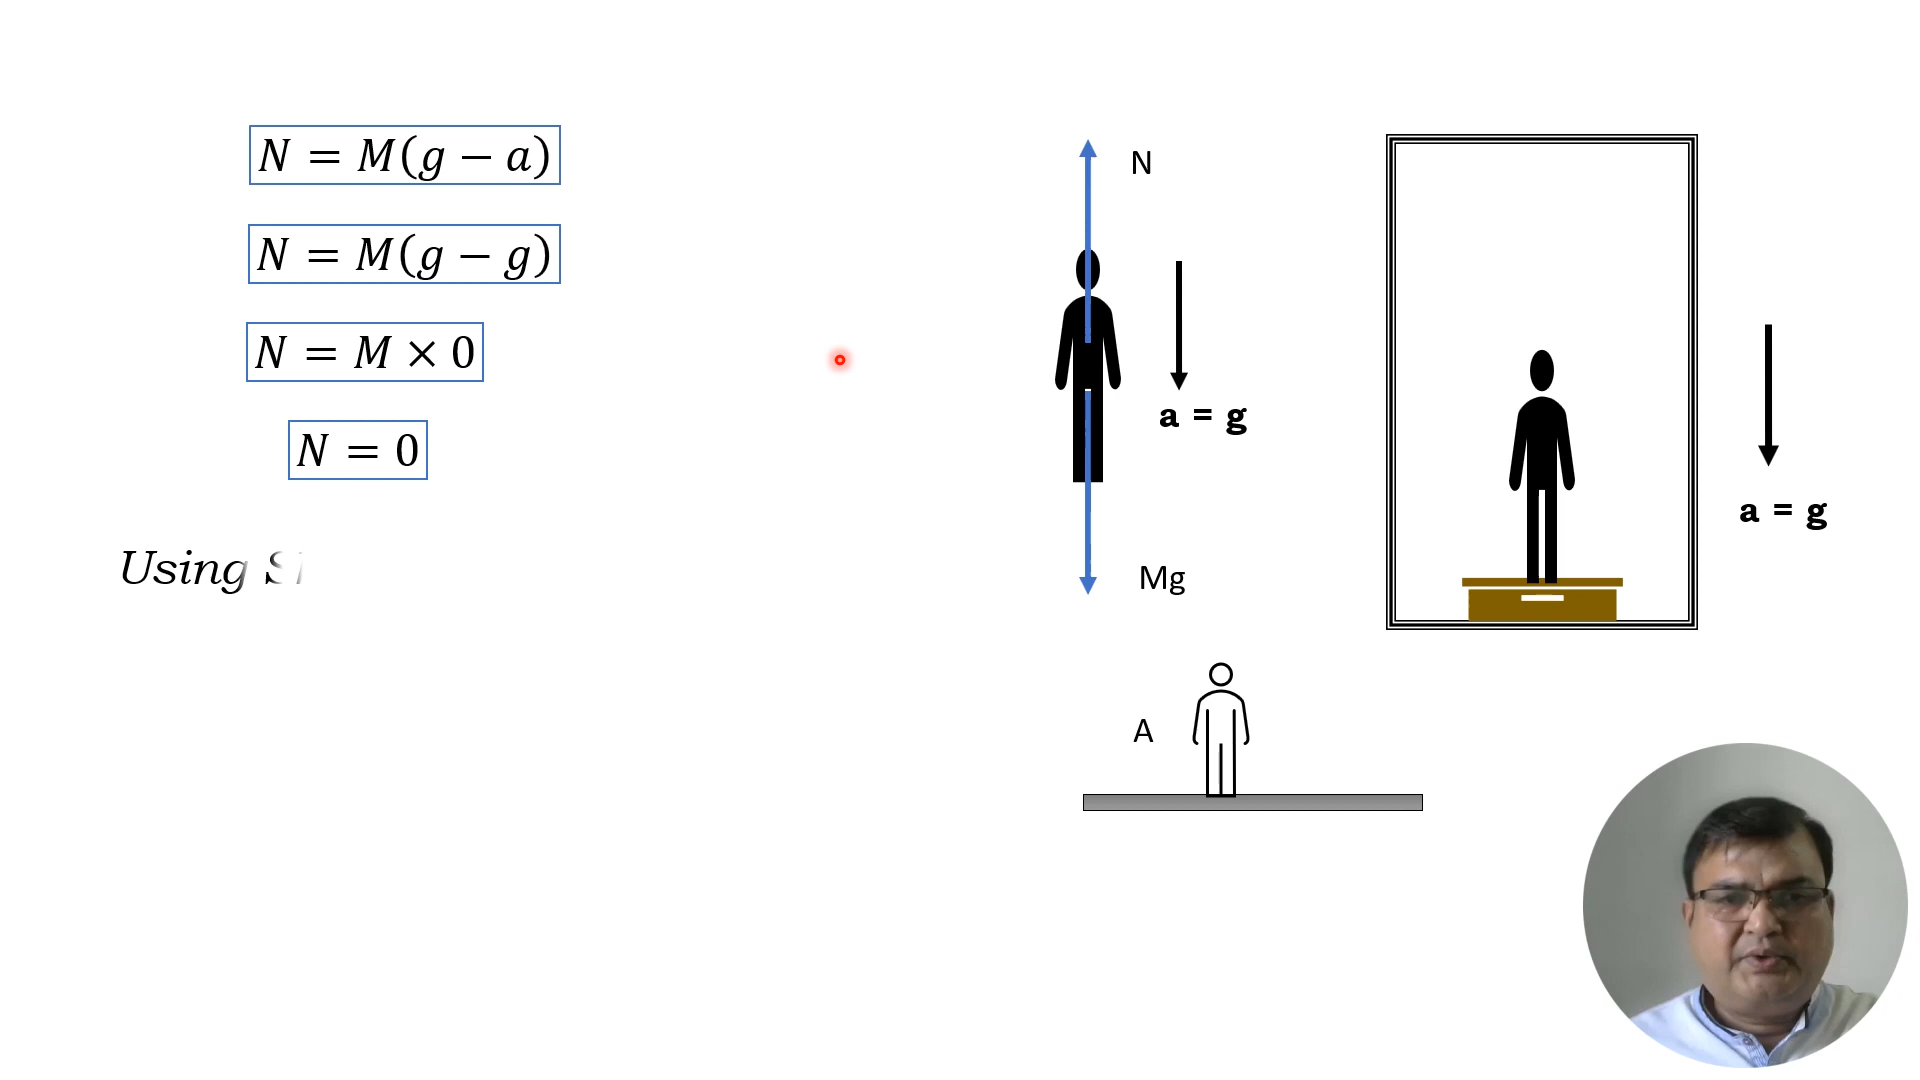 N = M(g − a)
N = M(g − g)
N = M × 0
N = 0
Using
N
a = g
Mg
A
a = g